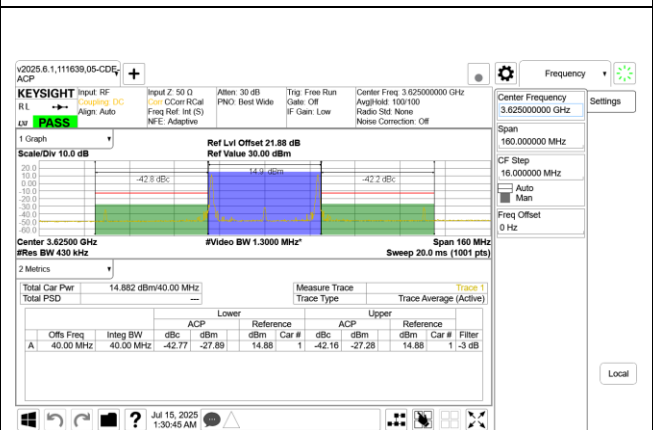 v2025.6.1,111639,05-CDE,
ACP
Frequency
KEYSIGHT Input: RF Input Z: 50 Ω Atten: 30 dB Trig: Free Run Center Freq: 3.625000000 GHz
RL Coupling: DC Corr CCorr RCal PNO: Best Wide Gate: Off Avg|Hold: 100/100
Align: Auto Freq Ref: Int (S) IF Gain: Low Radio Std: None
LXI PASS NFE: Adaptive Noise Correction: Off
Center Frequency
3.625000000 GHz
Settings
Span
160.000000 MHz
CF Step
16.000000 MHz
Auto
Man
Freq Offset
0 Hz
1 Graph
Ref Lvl Offset 21.88 dB
Scale/Div 10.0 dB Ref Value 30.00 dBm
20.0
10.0
0.00
-10.0
-20.0
-30.0
-40.0
-50.0
-60.0
-42.8 dBc 14.9 dBm -42.2 dBc
Center 3.62500 GHz #Video BW 1.3000 MHz* Span 160 MHz
#Res BW 430 kHz Sweep 20.0 ms (1001 pts)
2 Metrics
Total Car Pwr 14.882 dBm/40.00 MHz Measure Trace Trace 1
Total PSD --- Trace Type Trace Average (Active)
Lower Upper
ACP Reference ACP Reference
Offs Freq Integ BW dBc dBm dBm Car # dBc dBm dBm Car # Filter
A 40.00 MHz 40.00 MHz -42.77 -27.89 14.88 1 -42.16 -27.28 14.88 1 -3 dB
Local
Jul 15, 2025
1:30:45 AM